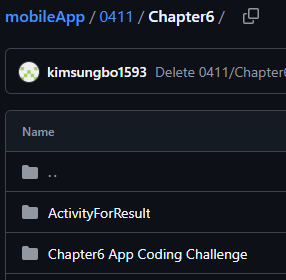 mobileApp / 0411 / Chapter6 /
kimsungbo1593 Delete 0411/Chapter6
Name
..
ActivityForResult
Chapter6 App Coding Challenge